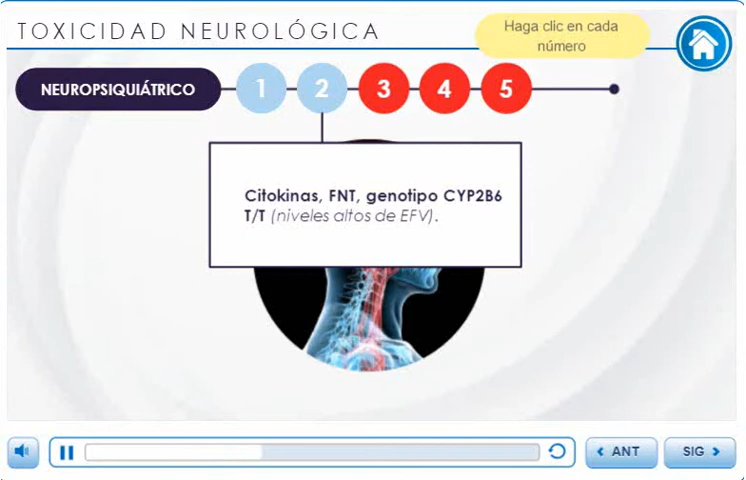 TOXICIDAD NEUROLÓGICA
Haga clic en cada
número
NEUROPSIQUIÁTRICO
1
2
3
4
5
Citokinas, FNT, genotipo CYP2B6
T/T (niveles altos de EFV).
ANT
SIG